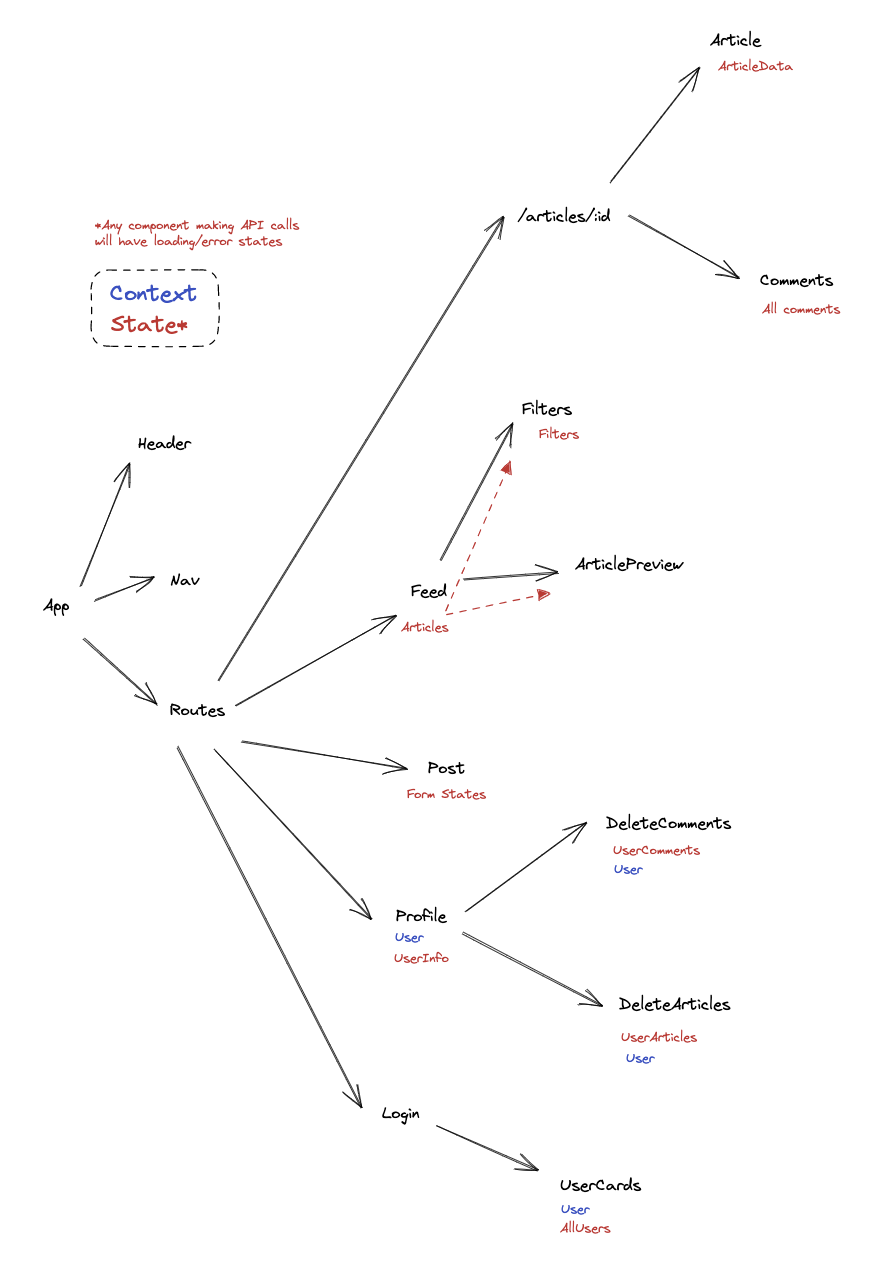 Article
ArticleData
/articles/:id
*Any component making API calls
will have loading/error states
Context
State*
Comments
All comments
Filters
Filters
Header
ArticlePreview
Nav
Feed
App
Articles
Routes
Post
Form States
DeleteComments
UserComments
User
Profile
User
UserInfo
DeleteArticles
UserArticles
User
Login
UserCards
User
AllUsers